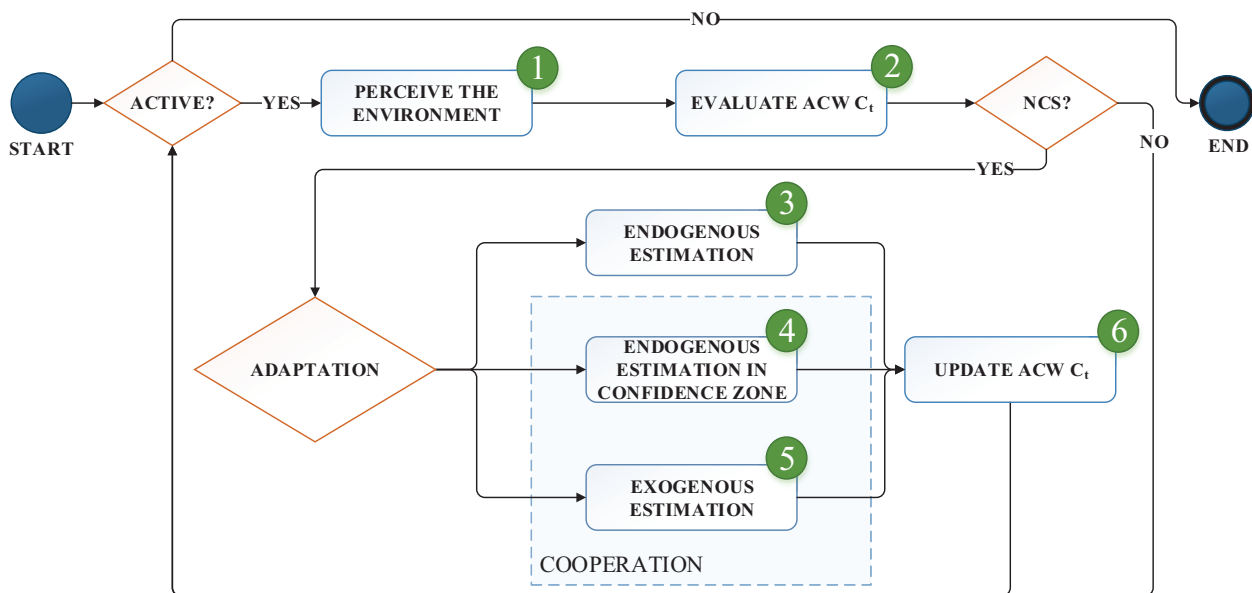 NO
1
2
ACTIVE?
YES
PERCEIVE THE
ENVIRONMENT
EVALUATE ACW Cₜ
NCS?
START
NO
END
YES
3
ENDOGENOUS
ESTIMATION
4
6
ADAPTATION
ENDOGENOUS
ESTIMATION IN
CONFIDENCE ZONE
UPDATE ACW Cₜ
5
EXOGENOUS
ESTIMATION
COOPERATION